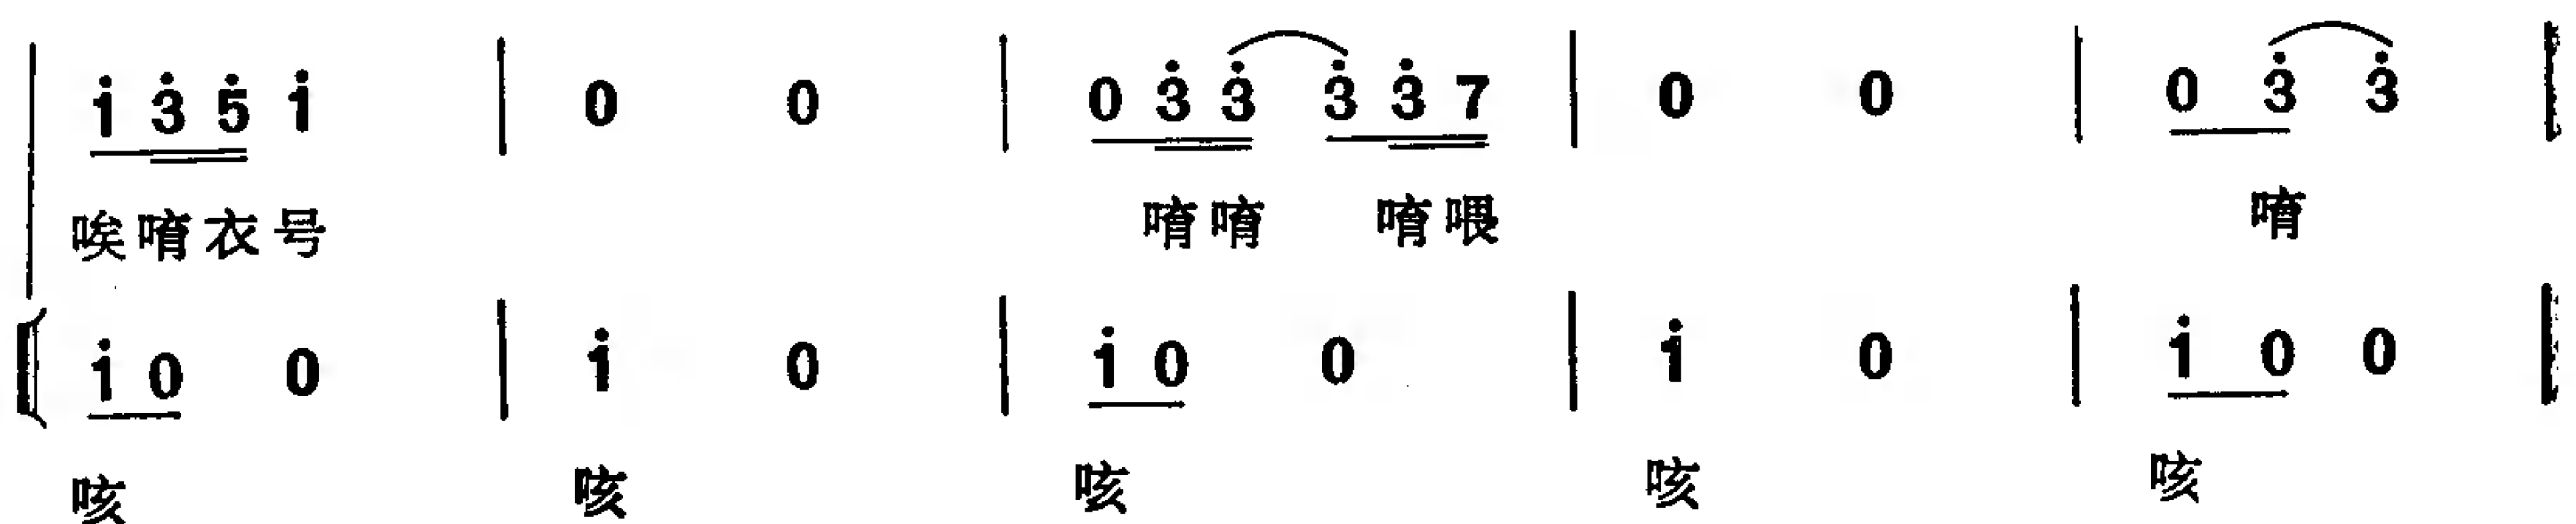 i̇ 3̇ 5̇ i̇ | 0 0 | 0 3̇ 3̇ 3̇ 3̇ 7 | 0 0 | 0 3̇ 3̇
唉唷衣号 唷唷 唷喂 唷
i̇ 0 0 | i̇ 0 | i̇ 0 0 | i̇ 0 | i̇ 0 0
咳 咳 咳 咳 咳